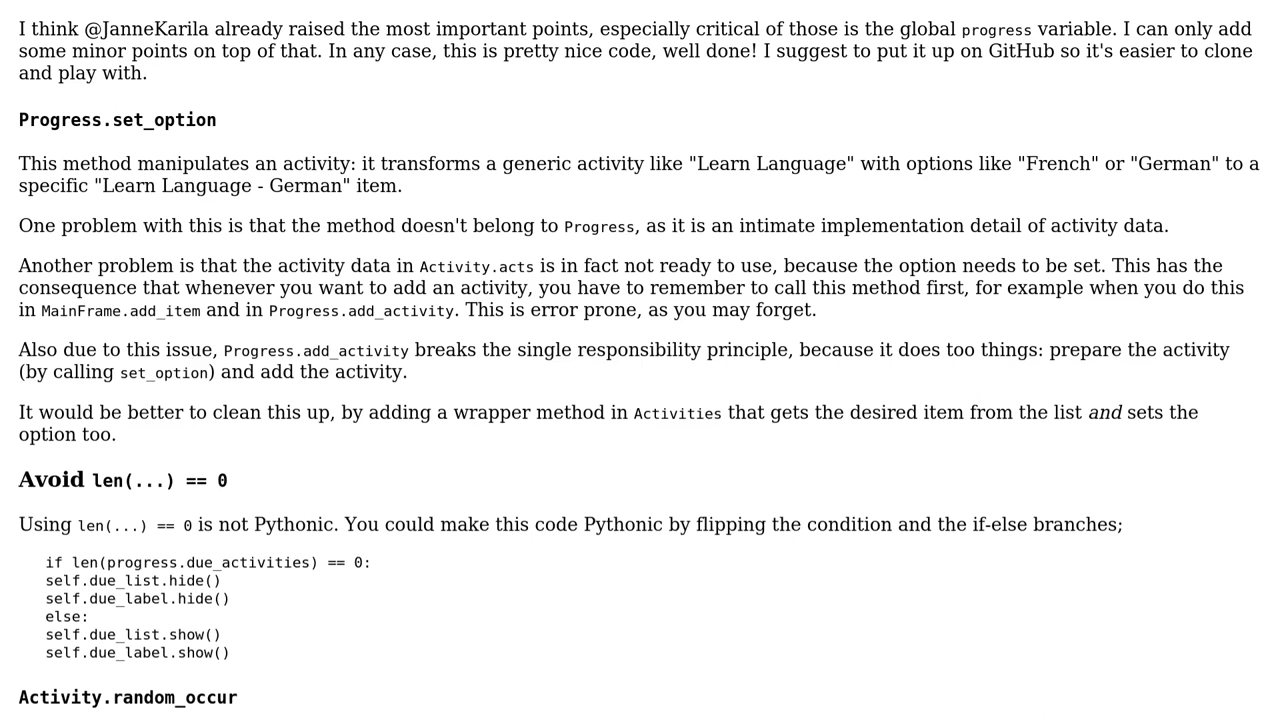 I think @JanneKarila already raised the most important points, especially critical of those is the global progress variable. I can only add
some minor points on top of that. In any case, this is pretty nice code, well done! I suggest to put it up on GitHub so it's easier to clone
and play with.
Progress.set_option
This method manipulates an activity: it transforms a generic activity like "Learn Language" with options like "French" or "German" to a
specific "Learn Language - German" item.
One problem with this is that the method doesn't belong to Progress, as it is an intimate implementation detail of activity data.
Another problem is that the activity data in Activity.acts is in fact not ready to use, because the option needs to be set. This has the
consequence that whenever you want to add an activity, you have to remember to call this method first, for example when you do this
in MainFrame.add_item and in Progress.add_activity. This is error prone, as you may forget.
Also due to this issue, Progress.add_activity breaks the single responsibility principle, because it does too things: prepare the activity
(by calling set_option) and add the activity.
It would be better to clean this up, by adding a wrapper method in Activities that gets the desired item from the list and sets the
option too.
Avoid len(...) == 0
Using len(...) == 0 is not Pythonic. You could make this code Pythonic by flipping the condition and the if-else branches;
if len(progress.due_activities) == 0:
self.due_list.hide()
self.due_label.hide()
else:
self.due_list.show()
self.due_label.show()
Activity.random_occur